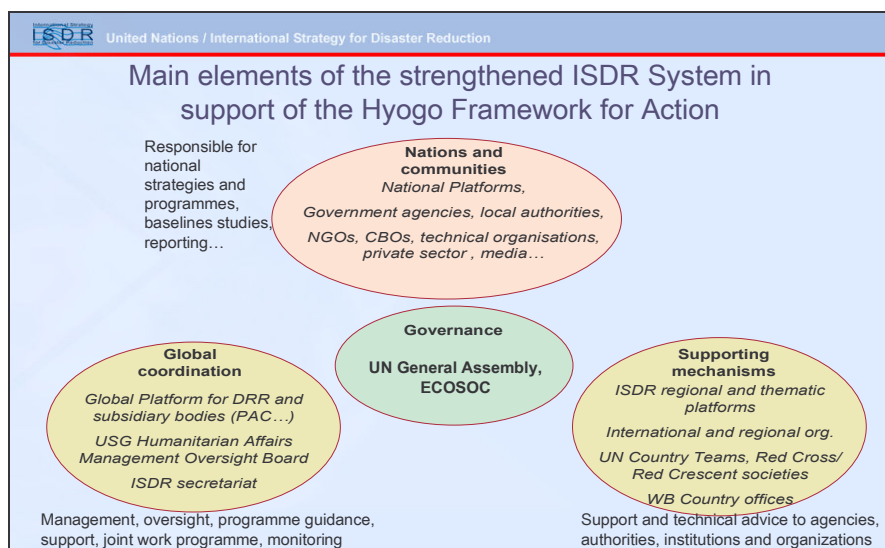 International Strategy
ISDR
for Disaster Reduction
United Nations / International Strategy for Disaster Reduction
Main elements of the strengthened ISDR System in
support of the Hyogo Framework for Action
Responsible for
national
strategies and
programmes,
baselines studies,
reporting…
Nations and
communities
National Platforms,
Government agencies, local authorities,
NGOs, CBOs, technical organisations,
private sector , media…
Governance
UN General Assembly,
ECOSOC
Global
coordination
Global Platform for DRR and
subsidiary bodies (PAC…)
USG Humanitarian Affairs
Management Oversight Board
ISDR secretariat
Supporting
mechanisms
ISDR regional and thematic
platforms
International and regional org.
UN Country Teams, Red Cross/
Red Crescent societies
WB Country offices
Management, oversight, programme guidance,
support, joint work programme, monitoring
Support and technical advice to agencies,
authorities, institutions and organizations